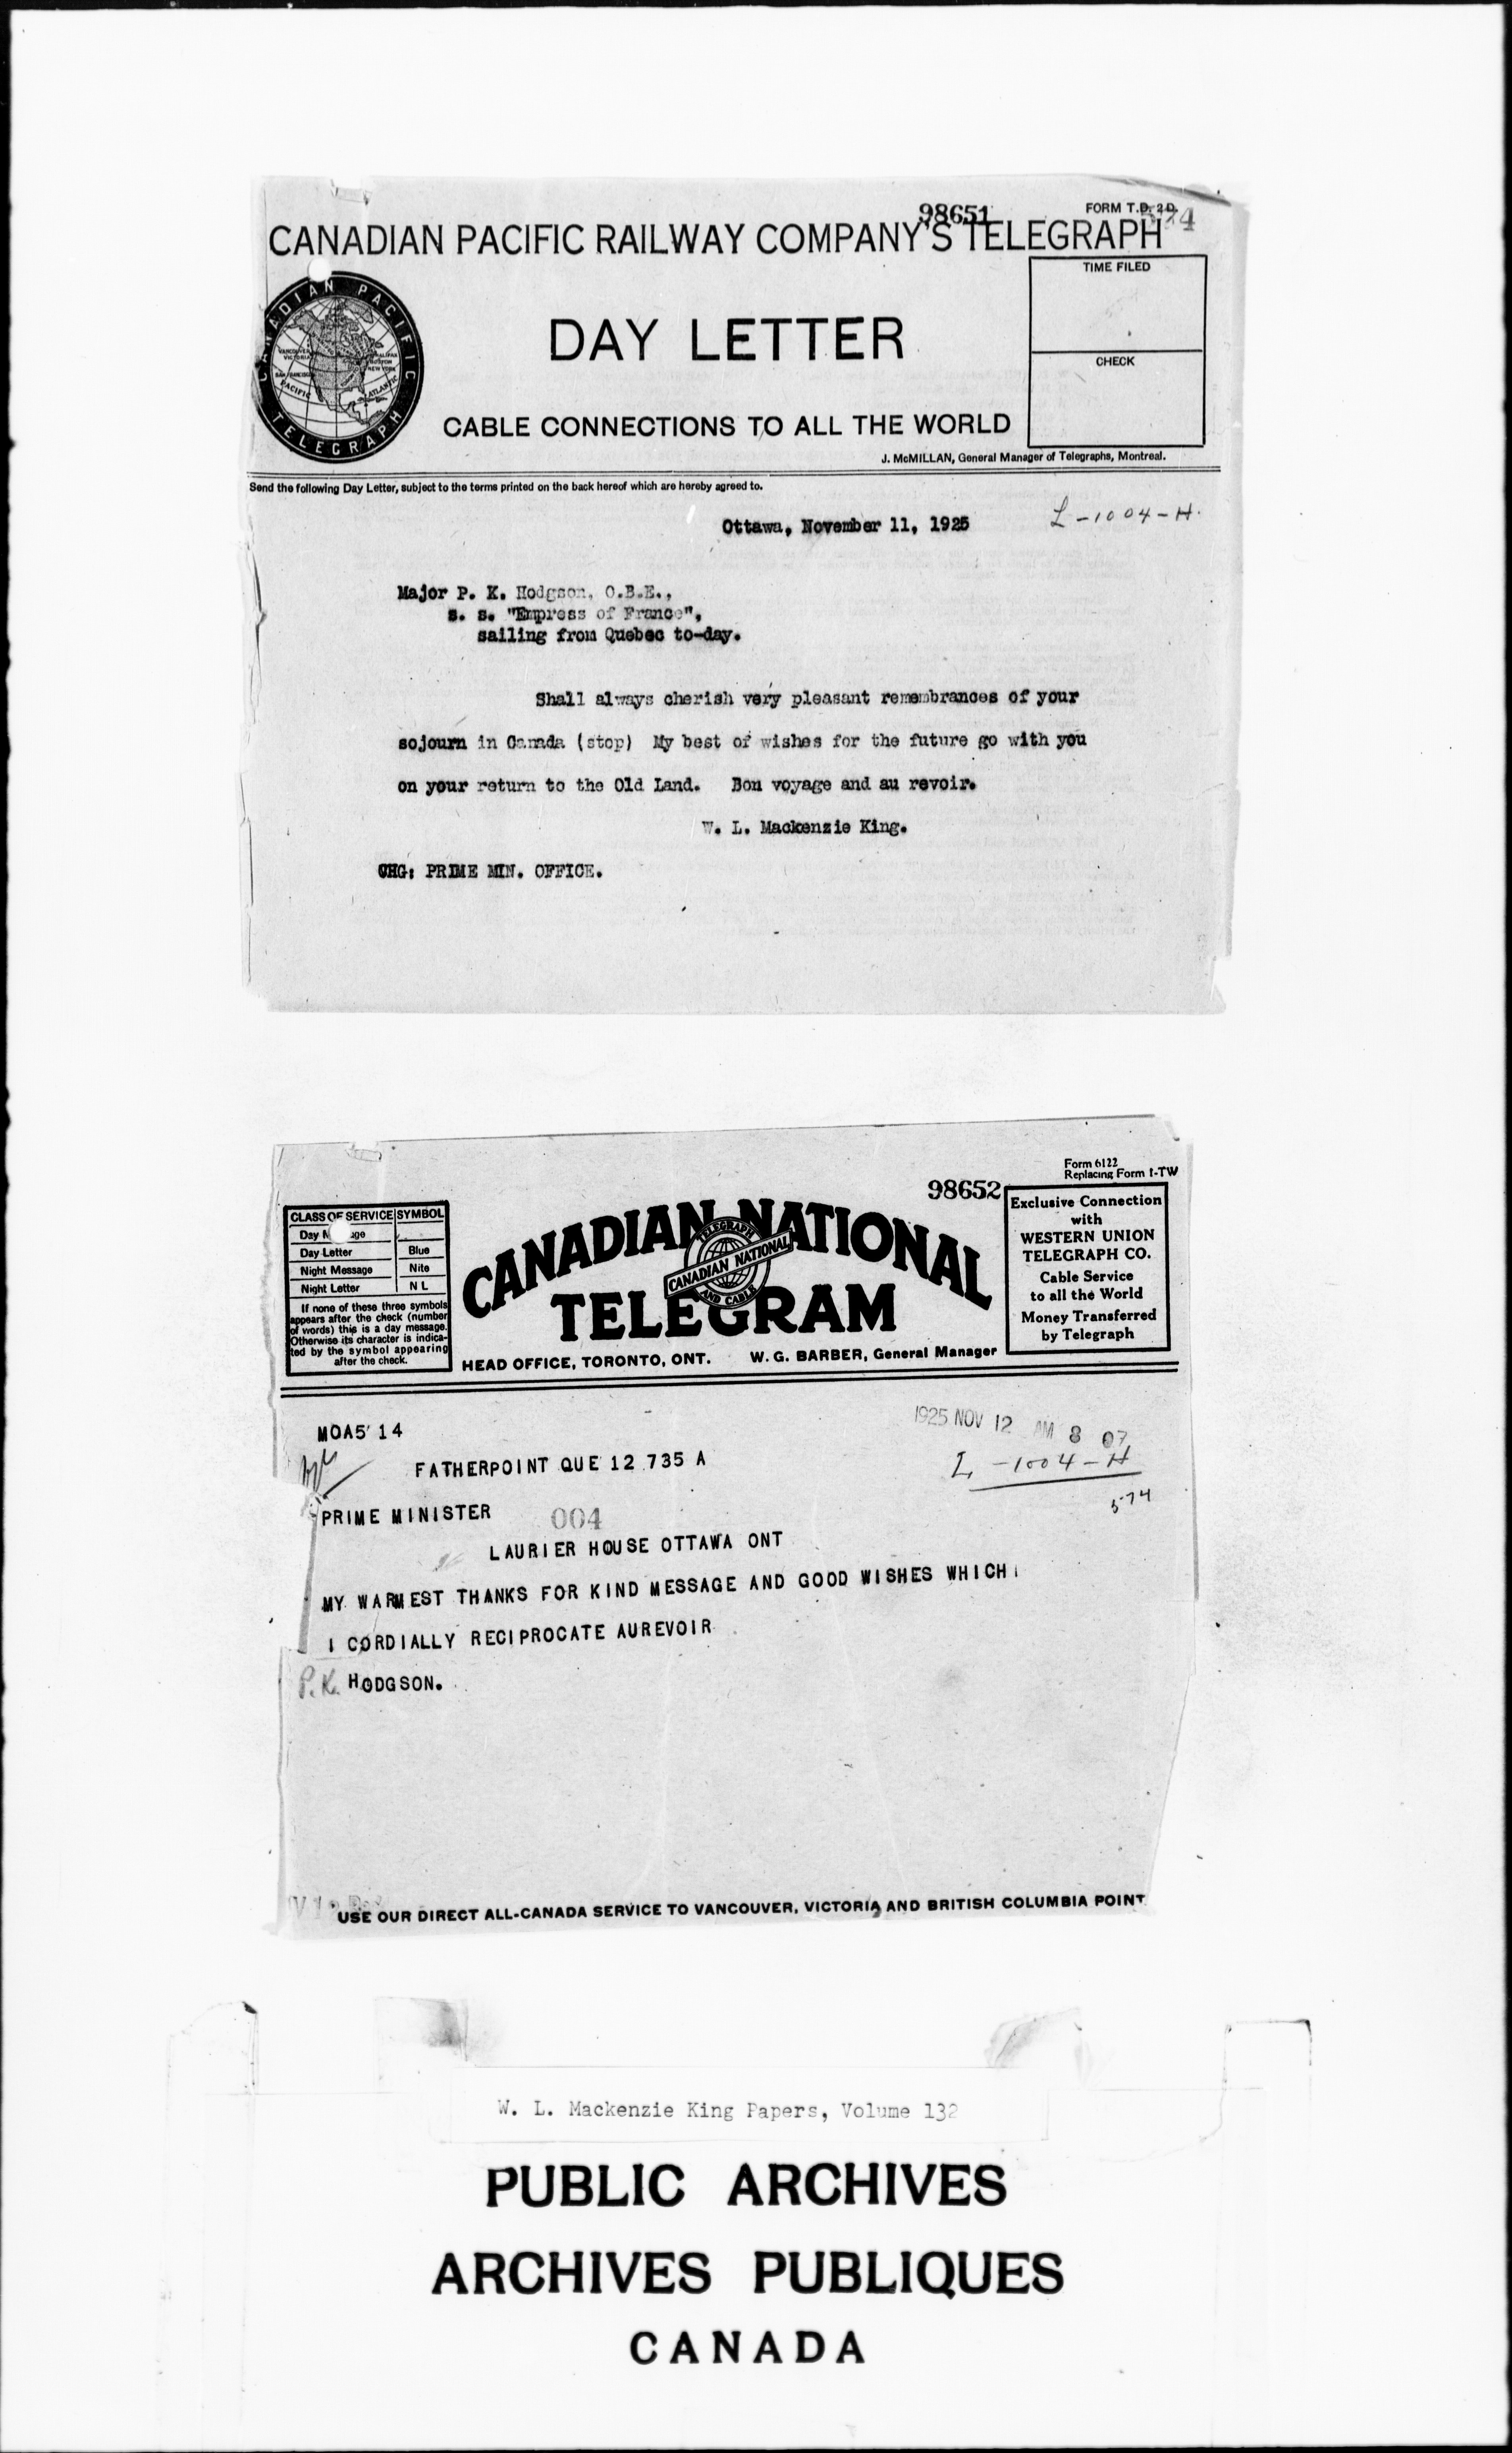 98651
FORM T.D. 2 D.
574
CANADIAN PACIFIC RAILWAY COMPANY'S TELEGRAPH
TIME FILED
CANADIAN PACIFIC
TELEGRAPH
DAY LETTER
CHECK
CABLE CONNECTIONS TO ALL THE WORLD
J. McMILLAN, General Manager of Telegraphs, Montreal.
Send the following Day Letter, subject to the terms printed on the back hereof which are hereby agreed to.
L-1004-H.
Ottawa, November 11, 1925
Major P. K. Hodgson, O.B.E.,
s. s. "Empress of France",
sailing from Quebec to-day.
Shall always cherish very pleasant remembrances of your
sojourn in Canada (stop) My best of wishes for the future go with you
on your return to the Old Land. Bon voyage and au revoir.
W. L. Mackenzie King.
CHG: PRIME MIN. OFFICE.
Form 6122
Replacing Form 1-TW
98652
CLASS OF SERVICE SYMBOL
Day
Day Letter Blue
Night Message Nite
Night Letter N L
If none of these three symbols
appears after the check (number
of words) this is a day message.
Otherwise its character is indica-
ted by the symbol appearing
after the check.
CANADIAN NATIONAL
TELEGRAPH
CANADIAN NATIONAL
AND CABLE
TELEGRAM
HEAD OFFICE, TORONTO, ONT. W. G. BARBER, General Manager
Exclusive Connection
with
WESTERN UNION
TELEGRAPH CO.
Cable Service
to all the World
Money Transferred
by Telegraph
1925 NOV 12 AM 8 07
MOA5' 14
L-1004-H
FATHERPOINT QUE 12 735 A
574
PRIME MINISTER
004
LAURIER HOUSE OTTAWA ONT
MY WARMEST THANKS FOR KIND MESSAGE AND GOOD WISHES WHICH
I CORDIALLY RECIPROCATE AUREVOIR
P.K. HODGSON.
USE OUR DIRECT ALL-CANADA SERVICE TO VANCOUVER, VICTORIA AND BRITISH COLUMBIA POINT
W. L. Mackenzie King Papers, Volume 132
PUBLIC ARCHIVES
ARCHIVES PUBLIQUES
CANADA